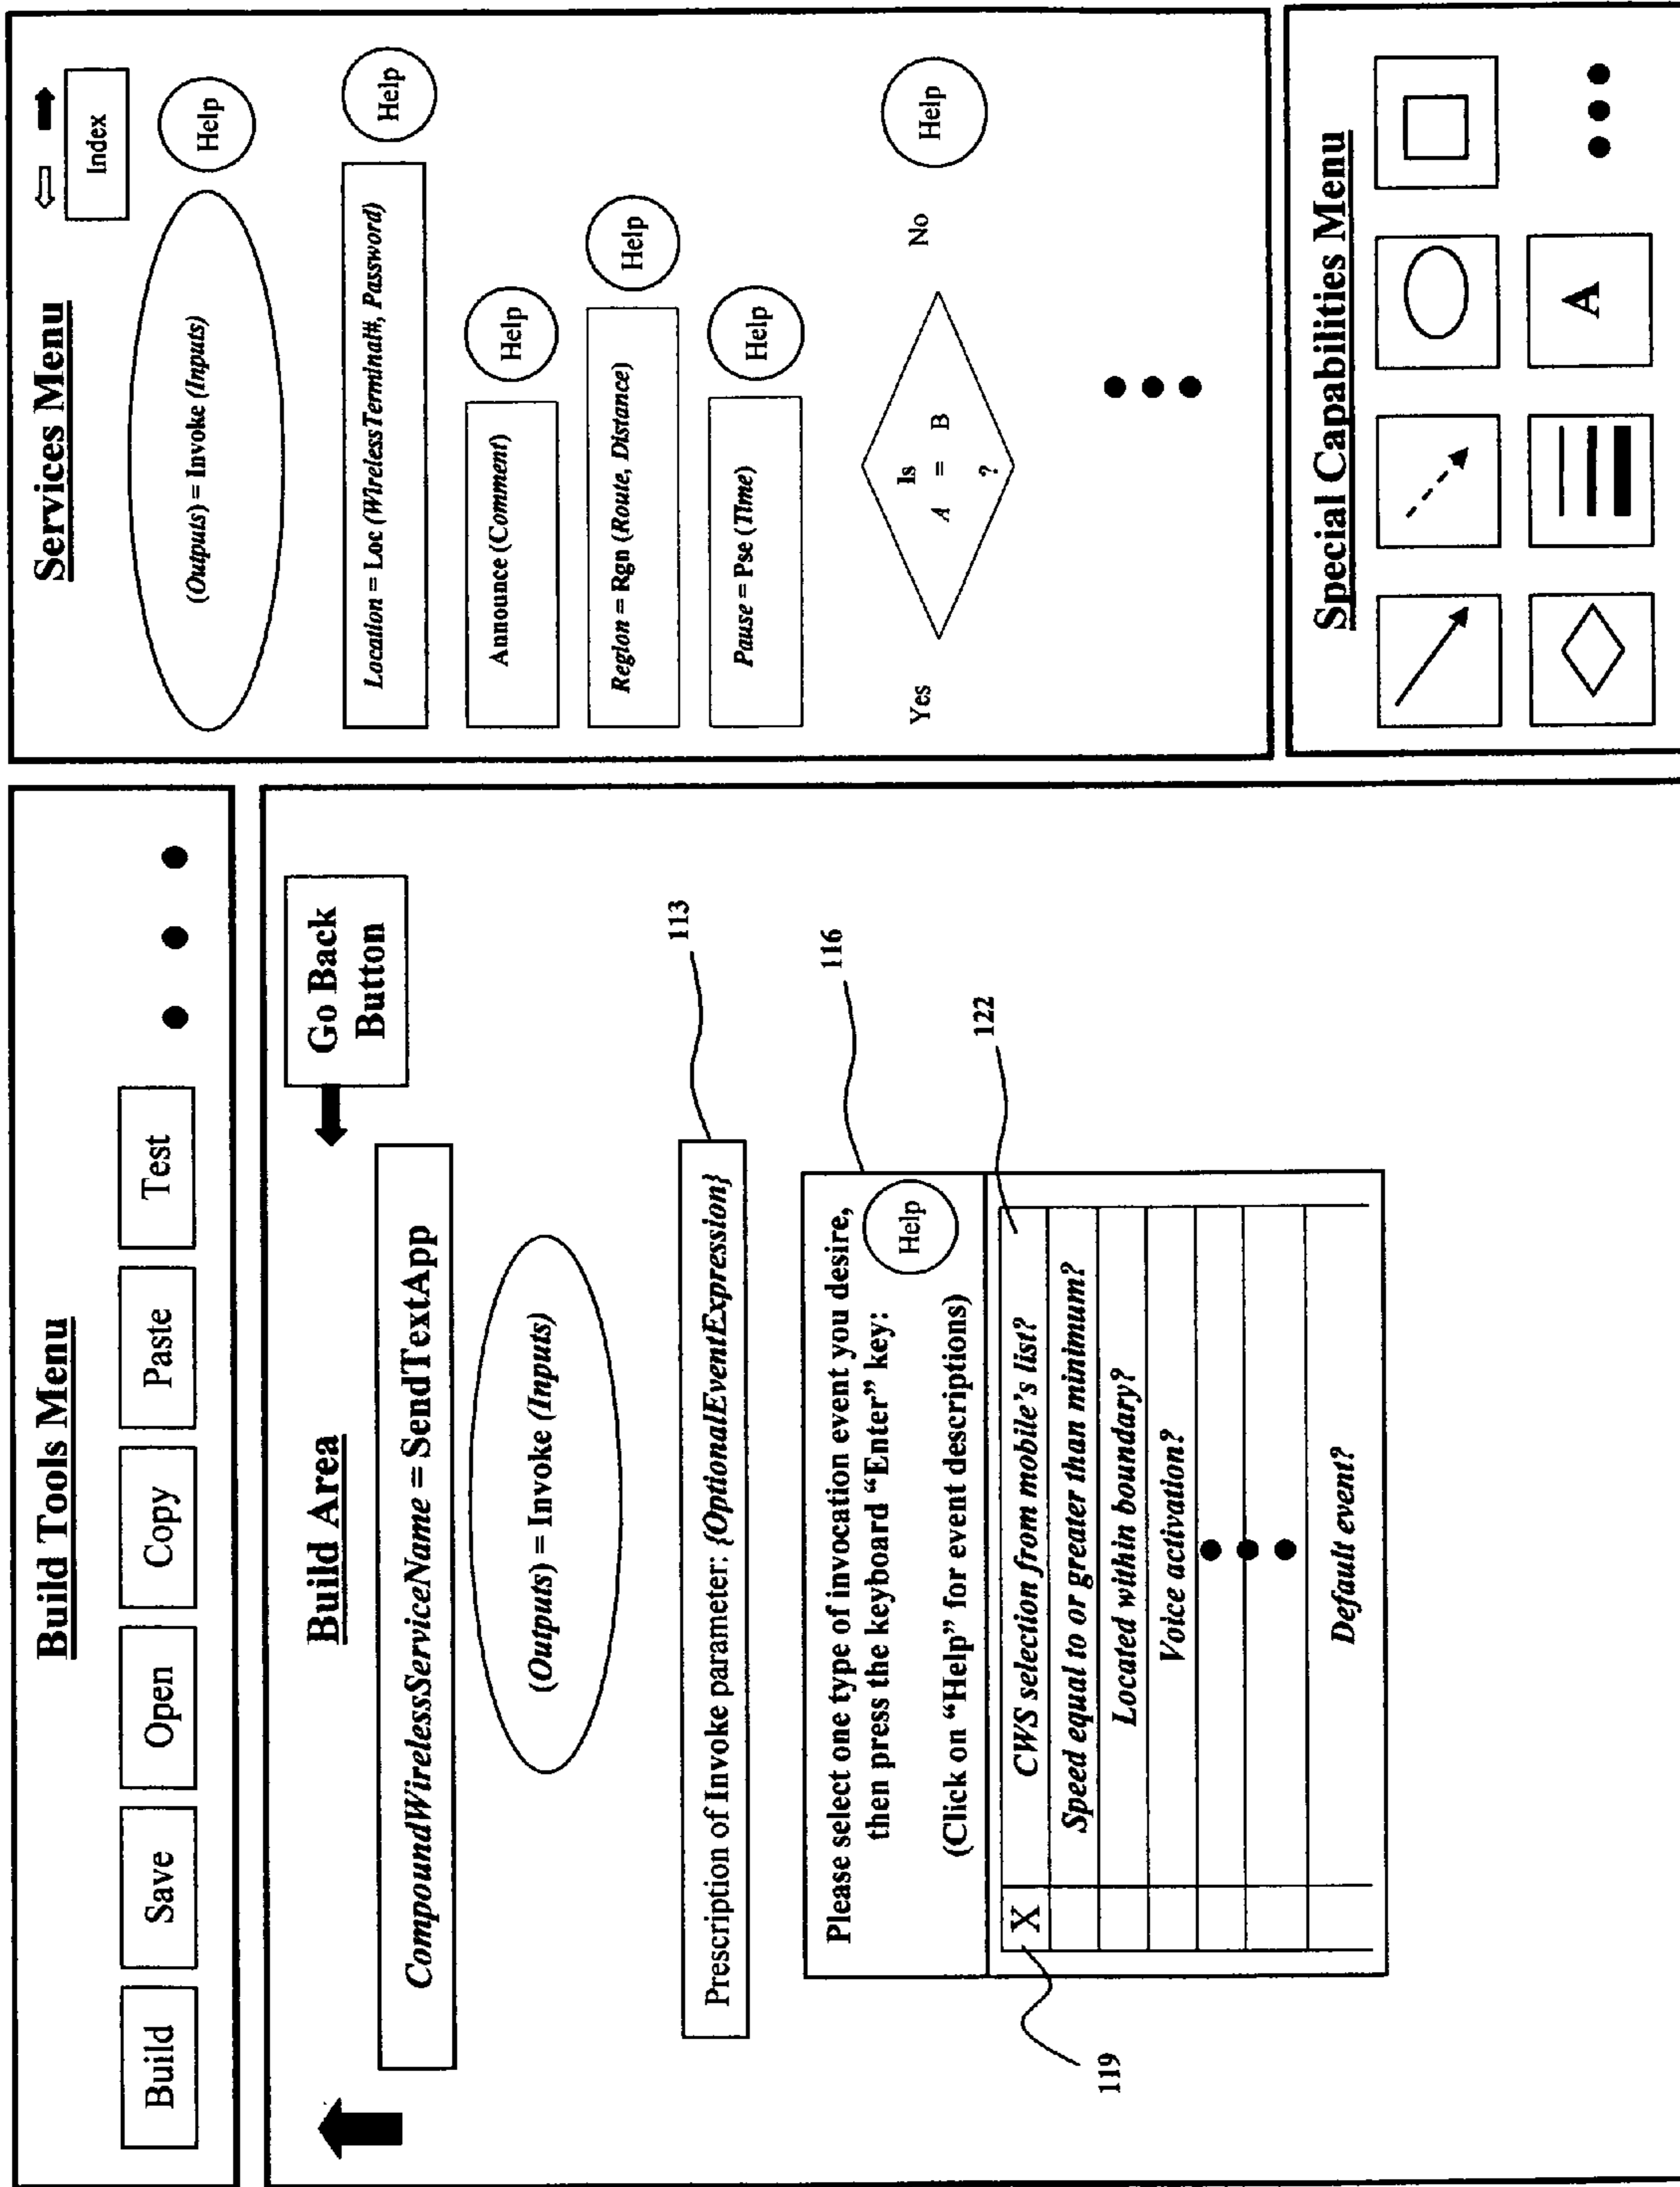 Build Tools Menu
Build
Save
Open
Copy
Paste
Test
Build Area
Go Back
Button
CompoundWirelessServiceName = SendTextApp
(Outputs) = Invoke (Inputs)
Prescription of Invoke parameter: {OptionalEventExpression}
113
Please select one type of invocation event you desire,
then press the keyboard “Enter” key:
Help
(Click on “Help” for event descriptions)
116
X
CWS selection from mobile’s list?
122
119
Speed equal to or greater than minimum?
Located within boundary?
Voice activation?
Default event?
Services Menu
Index
(Outputs) = Invoke (Inputs)
Help
Location = Loc (WirelessTerminal#, Password)
Help
Announce (Comment)
Help
Region = Rgn (Route, Distance)
Help
Pause = Pse (Time)
Help
Yes
Is
A = B
?
No
Help
Special Capabilities Menu
A